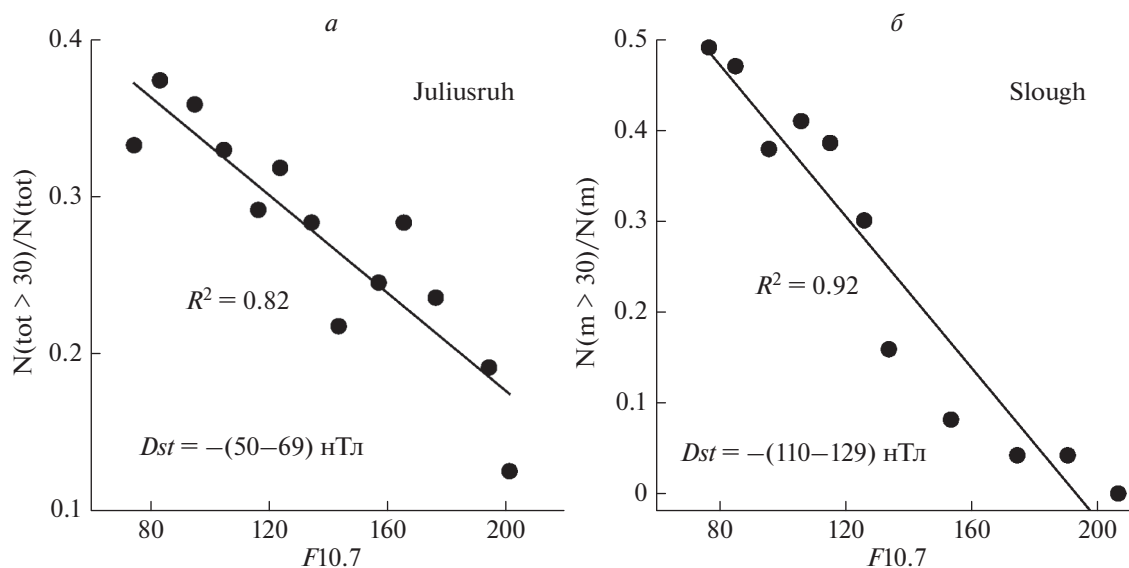 а
0.4
0.3
0.2
0.1
N(tot > 30)/N(tot)
Juliusruh
R² = 0.82
Dst = −(50−69) нТл
80 120 160 200
F10.7
б
0.5
0.4
0.3
0.2
0.1
0
N(m > 30)/N(m)
Slough
R² = 0.92
Dst = −(110−129) нТл
80 120 160 200
F10.7